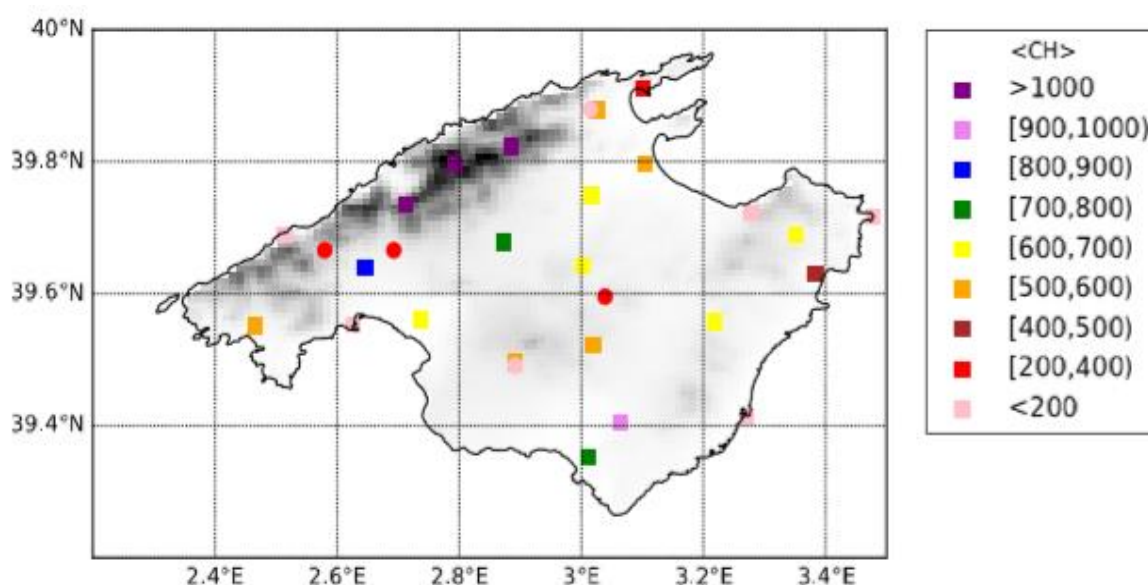 40°N
39.8°N
39.6°N
39.4°N
2.4°E
2.6°E
2.8°E
3°E
3.2°E
3.4°E
<CH>
>1000
[900,1000)
[800,900)
[700,800)
[600,700)
[500,600)
[400,500)
[200,400)
<200